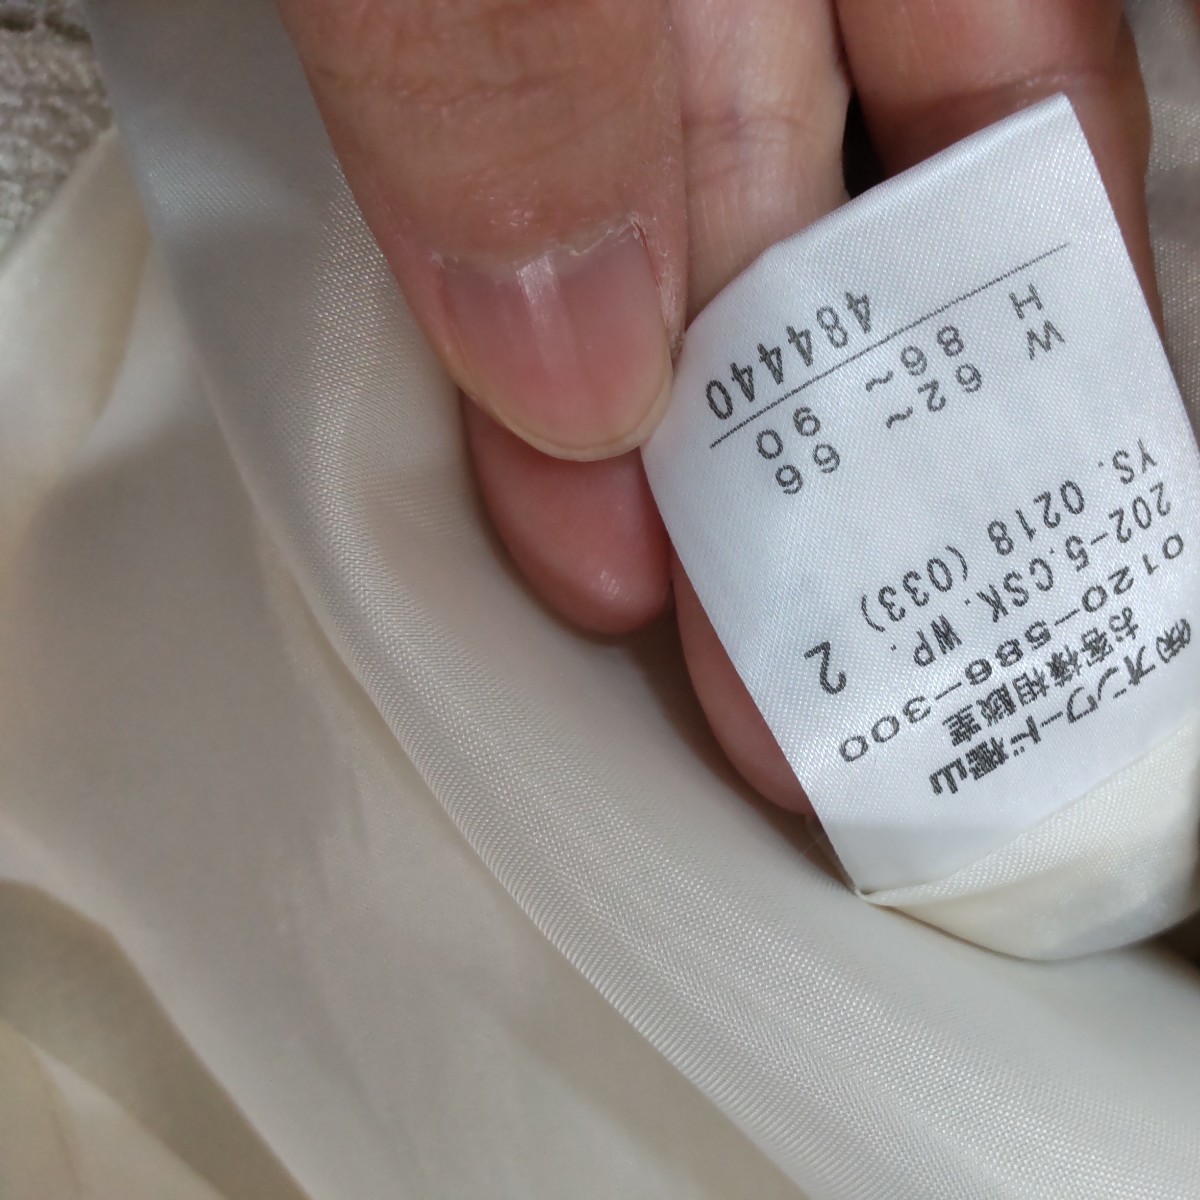 484440
H 86~90
W 62~66
YS. 0218 (033)
202-5.CSK. WP. 2
0120-586-300
お客様相談室
㈱オンワード樫山